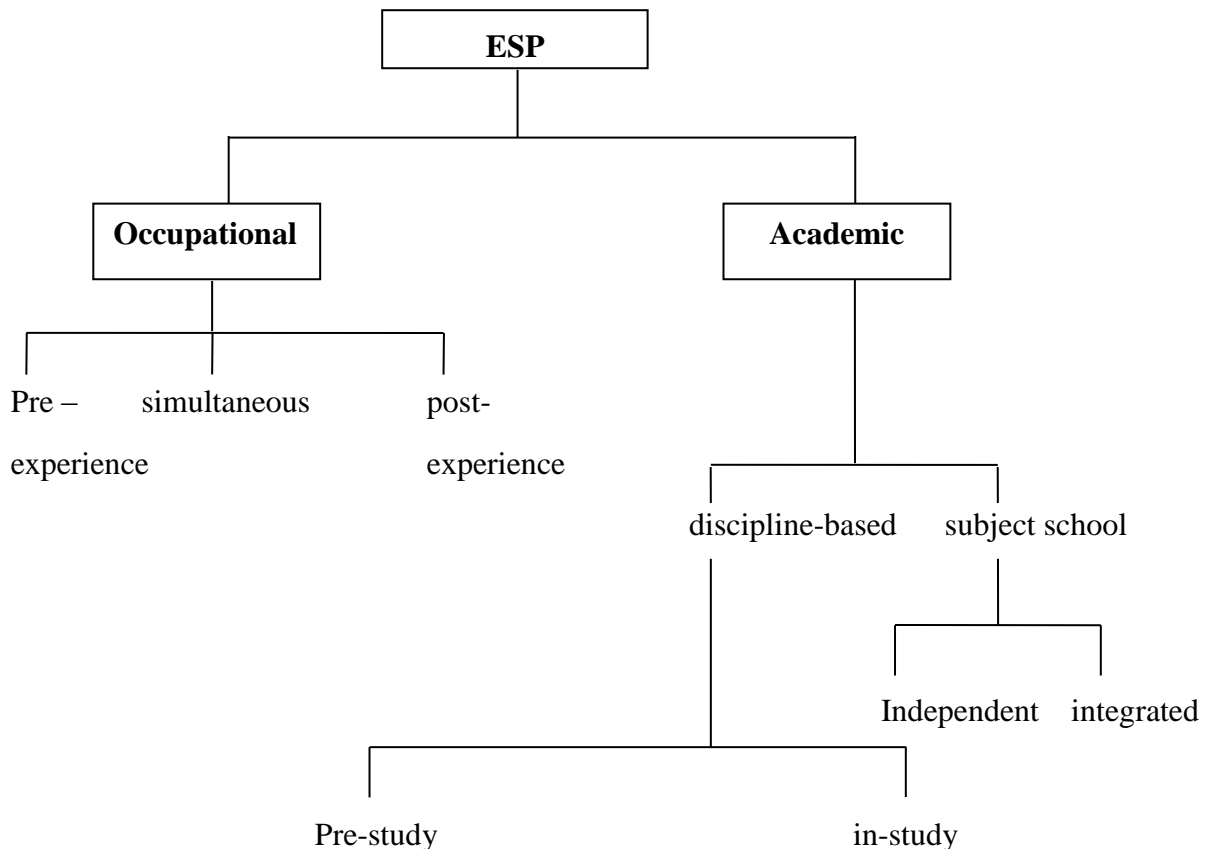 ESP
Occupational
Academic
Pre – simultaneous post-
experience experience
discipline-based subject school
Independent integrated
Pre-study in-study